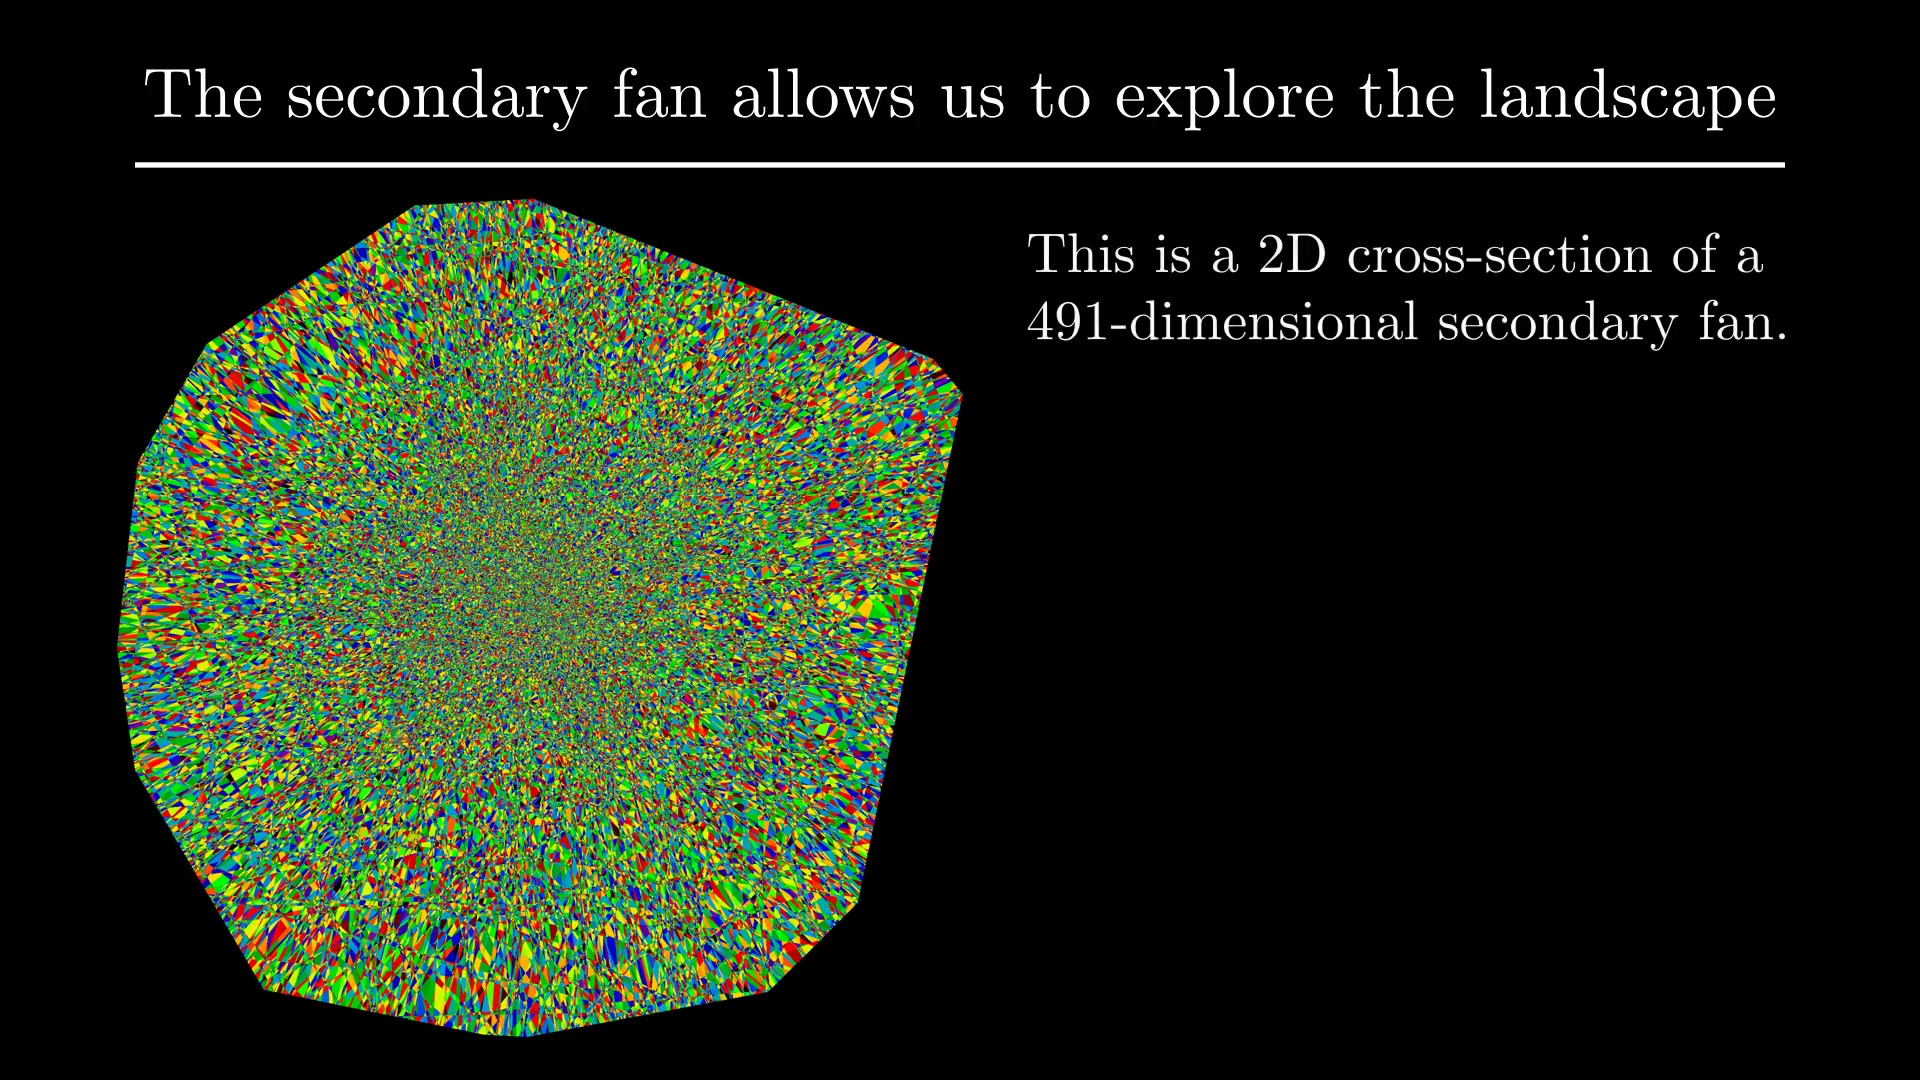 The secondary fan allows us to explore the landscape
This is a 2D cross-section of a
491-dimensional secondary fan.